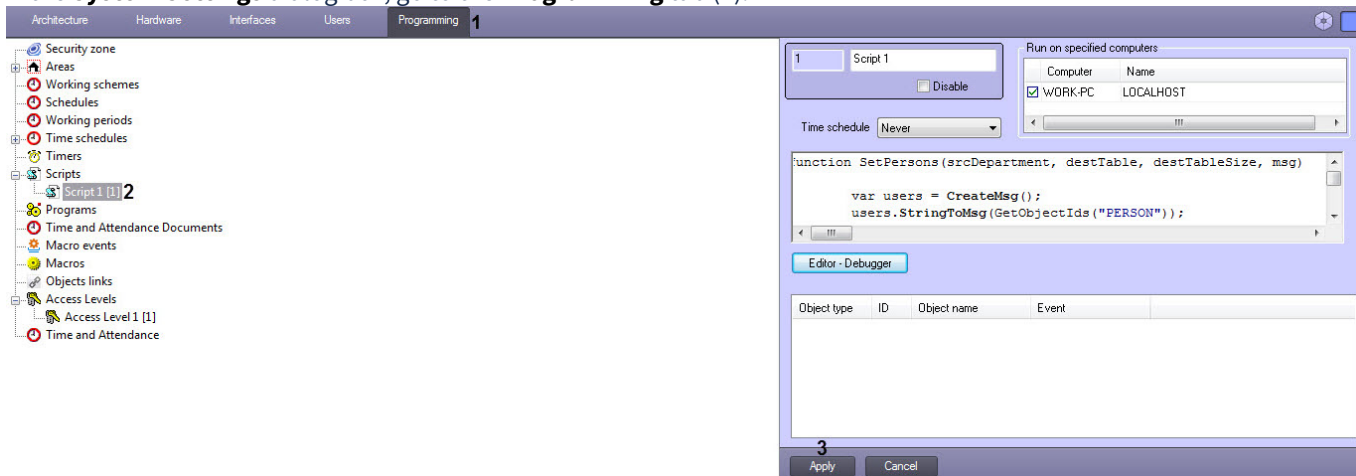 Architecture Hardware Interfaces Users Programming 1
Security zone
Areas
Working schemes
Schedules
Working periods
Time schedules
Timers
Scripts
Script 1 [1] 2
Programs
Time and Attendance Documents
Macro events
Macros
Objects links
Access Levels
Access Level 1 [1]
Time and Attendance
1 Script 1
Disable
Run on specified computers
Computer Name
WORK-PC LOCALHOST
Time schedule Never
function SetPersons(srcDepartment, destTable, destTableSize, msg)
var users = CreateMsg();
users.StringToMsg(GetObjectIds("PERSON"));
Editor - Debugger
Object type ID Object name Event
3
Apply Cancel